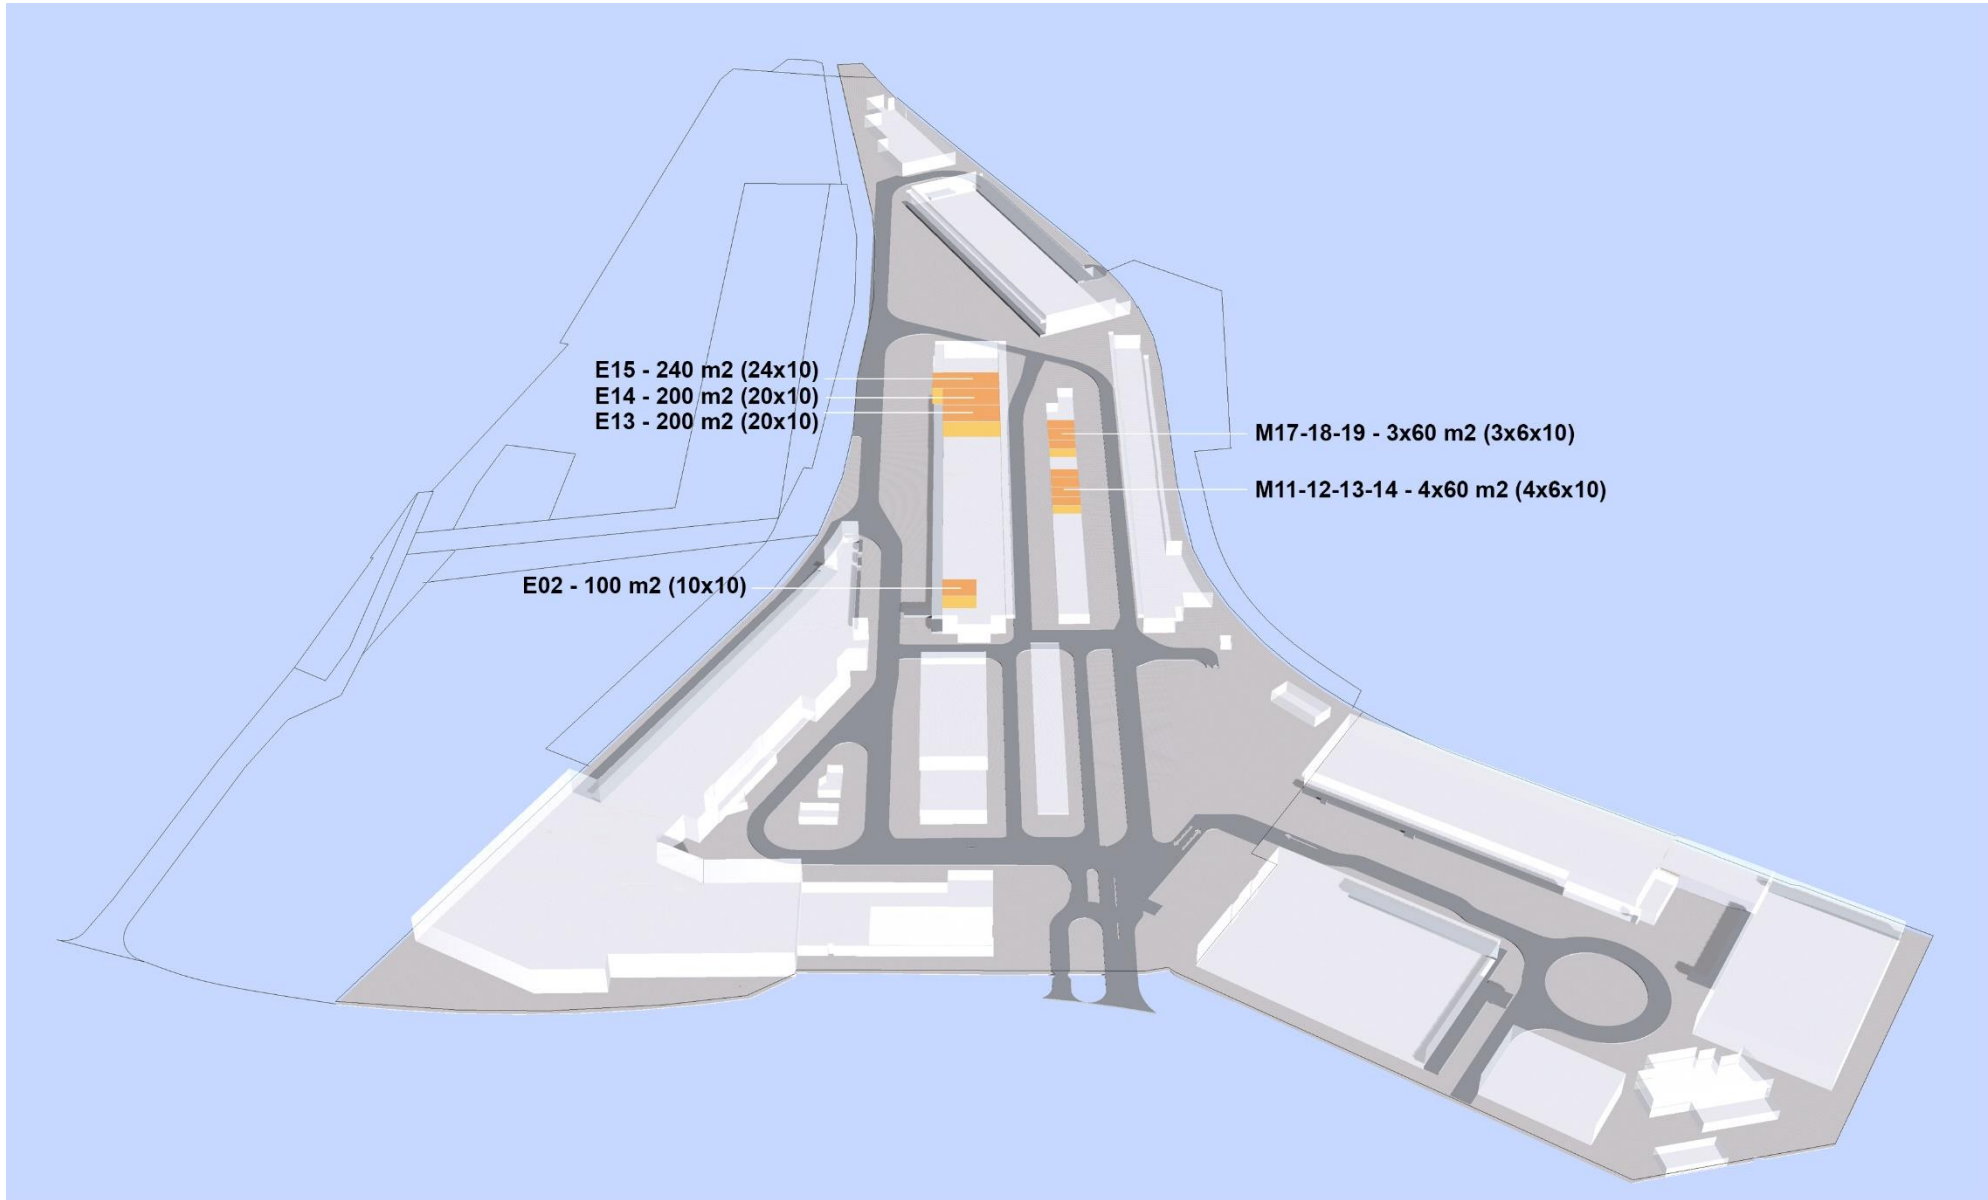 E15 - 240 m2 (24x10)
E14 - 200 m2 (20x10)
E13 - 200 m2 (20x10)
M17-18-19 - 3x60 m2 (3x6x10)
M11-12-13-14 - 4x60 m2 (4x6x10)
E02 - 100 m2 (10x10)